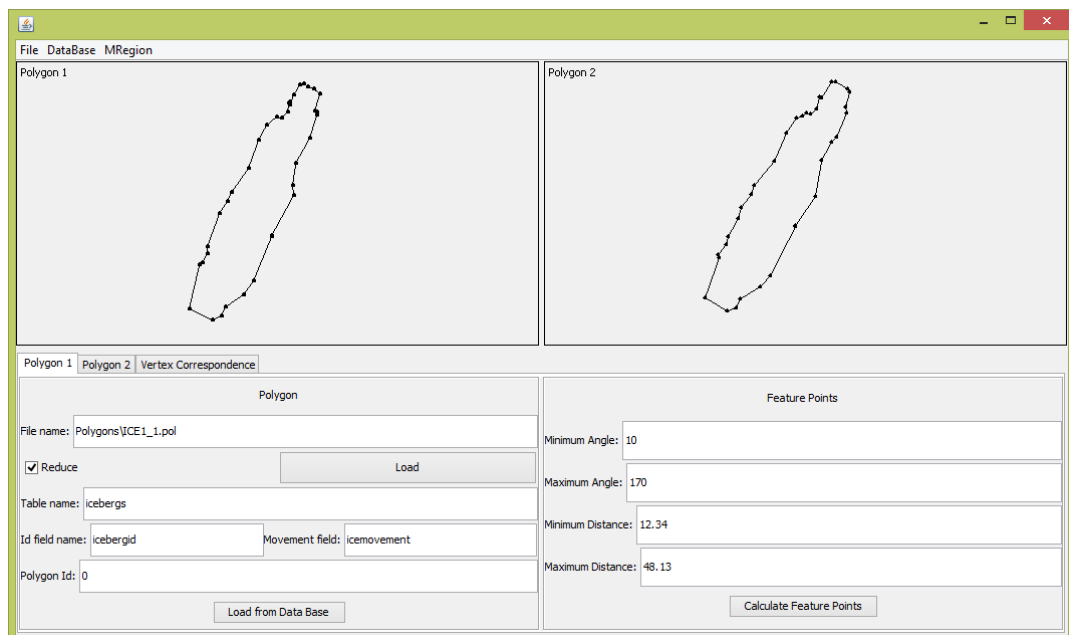 File DataBase MRegion
Polygon 1
Polygon 2
Polygon 1 Polygon 2 Vertex Correspondence
Polygon
File name: Polygons\ICE1_1.pol
Reduce Load
Table name: icebergs
Id field name: icebergid Movement field: icemovement
Polygon Id: 0
Load from Data Base
Feature Points
Minimum Angle: 10
Maximum Angle: 170
Minimum Distance: 12.34
Maximum Distance: 48.13
Calculate Feature Points